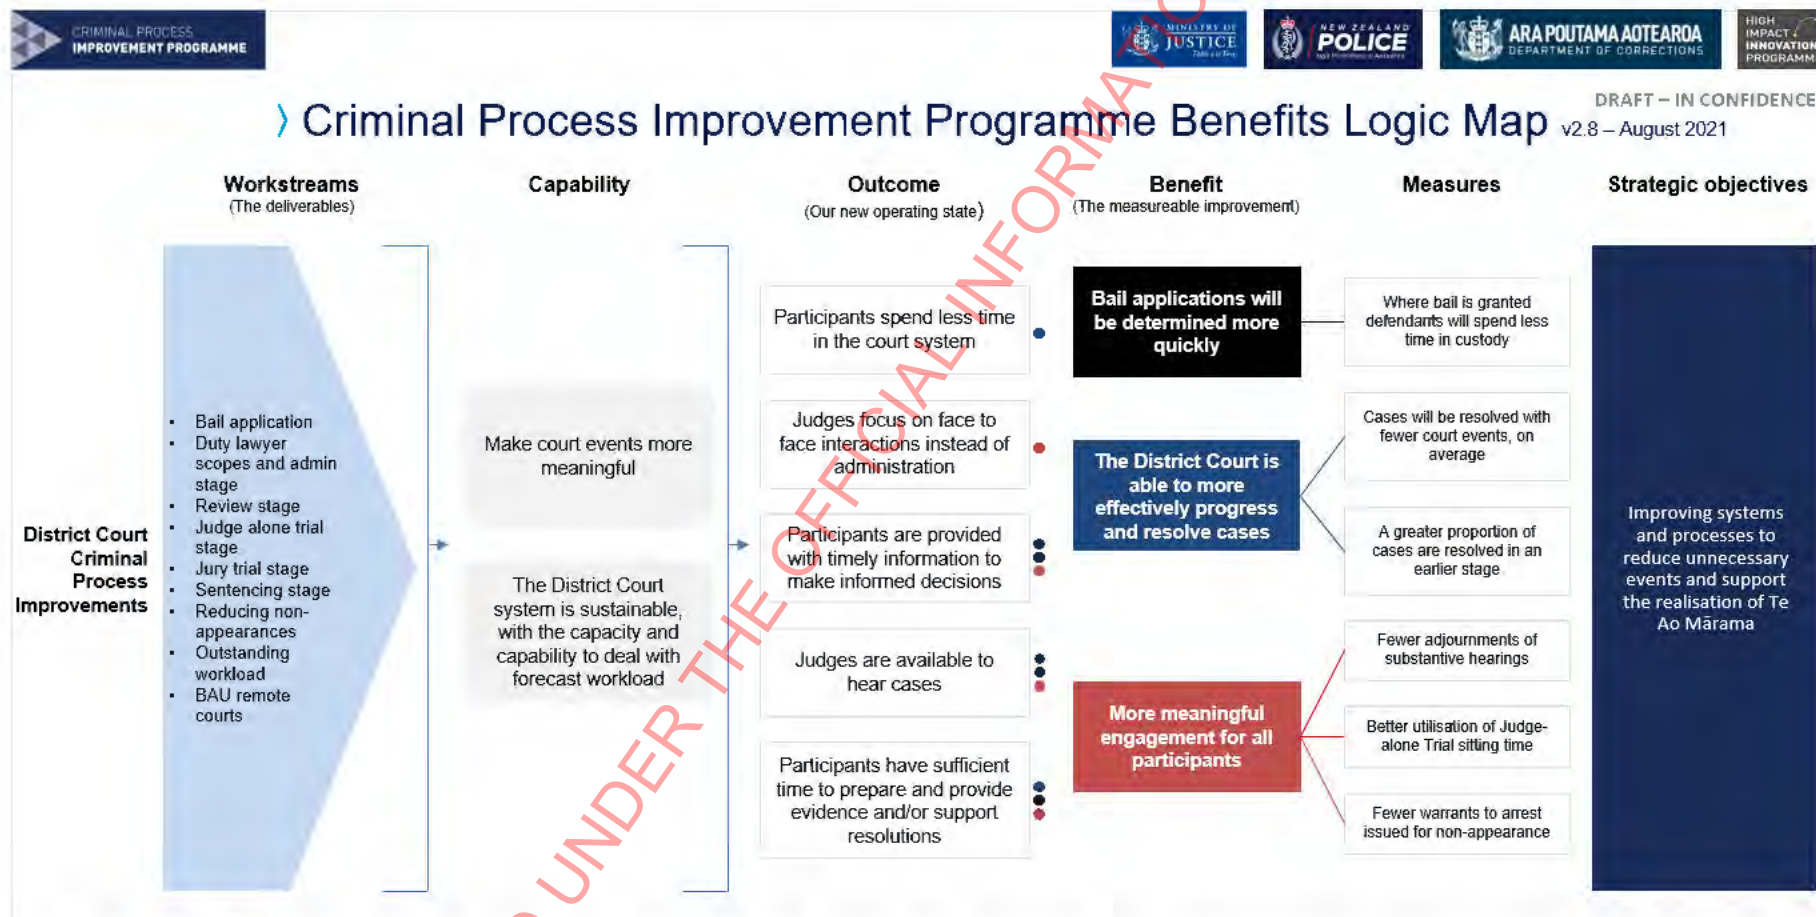 CRIMINAL PROCESS
IMPROVEMENT PROGRAMME
MINISTRY OF
JUSTICE
NEW ZEALAND
POLICE
ARA POUTAMA AOTEAROA
DEPARTMENT OF CORRECTIONS
HIGH
IMPACT
INNOVATION
PROGRAMME
DRAFT – IN CONFIDENCE
Criminal Process Improvement Programme Benefits Logic Map v2.8 – August 2021
Workstreams
(The deliverables)
Capability
Outcome
(Our new operating state)
Benefit
(The measureable improvement)
Measures
Strategic objectives
District Court
Criminal
Process
Improvements
• Bail application
• Duty lawyer
scopes and admin
stage
• Review stage
• Judge alone trial
stage
• Jury trial stage
• Sentencing stage
• Reducing non-
appearances
• Outstanding
workload
• BAU remote
courts
Make court events more
meaningful
The District Court
system is sustainable,
with the capacity and
capability to deal with
forecast workload
Participants spend less time
in the court system
Judges focus on face to
face interactions instead of
administration
Participants are provided
with timely information to
make informed decisions
Judges are available to
hear cases
Participants have sufficient
time to prepare and provide
evidence and/or support
resolutions
Bail applications will
be determined more
quickly
The District Court is
able to more
effectively progress
and resolve cases
More meaningful
engagement for all
participants
Where bail is granted
defendants will spend less
time in custody
Cases will be resolved with
fewer court events, on
average
A greater proportion of
cases are resolved in an
earlier stage
Fewer adjournments of
substantive hearings
Better utilisation of Judge-
alone Trial sitting time
Fewer warrants to arrest
issued for non-appearance
Improving systems
and processes to
reduce unnecessary
events and support
the realisation of Te
Ao Mārama
UNDER THE OFFICIAL INFORMATIO